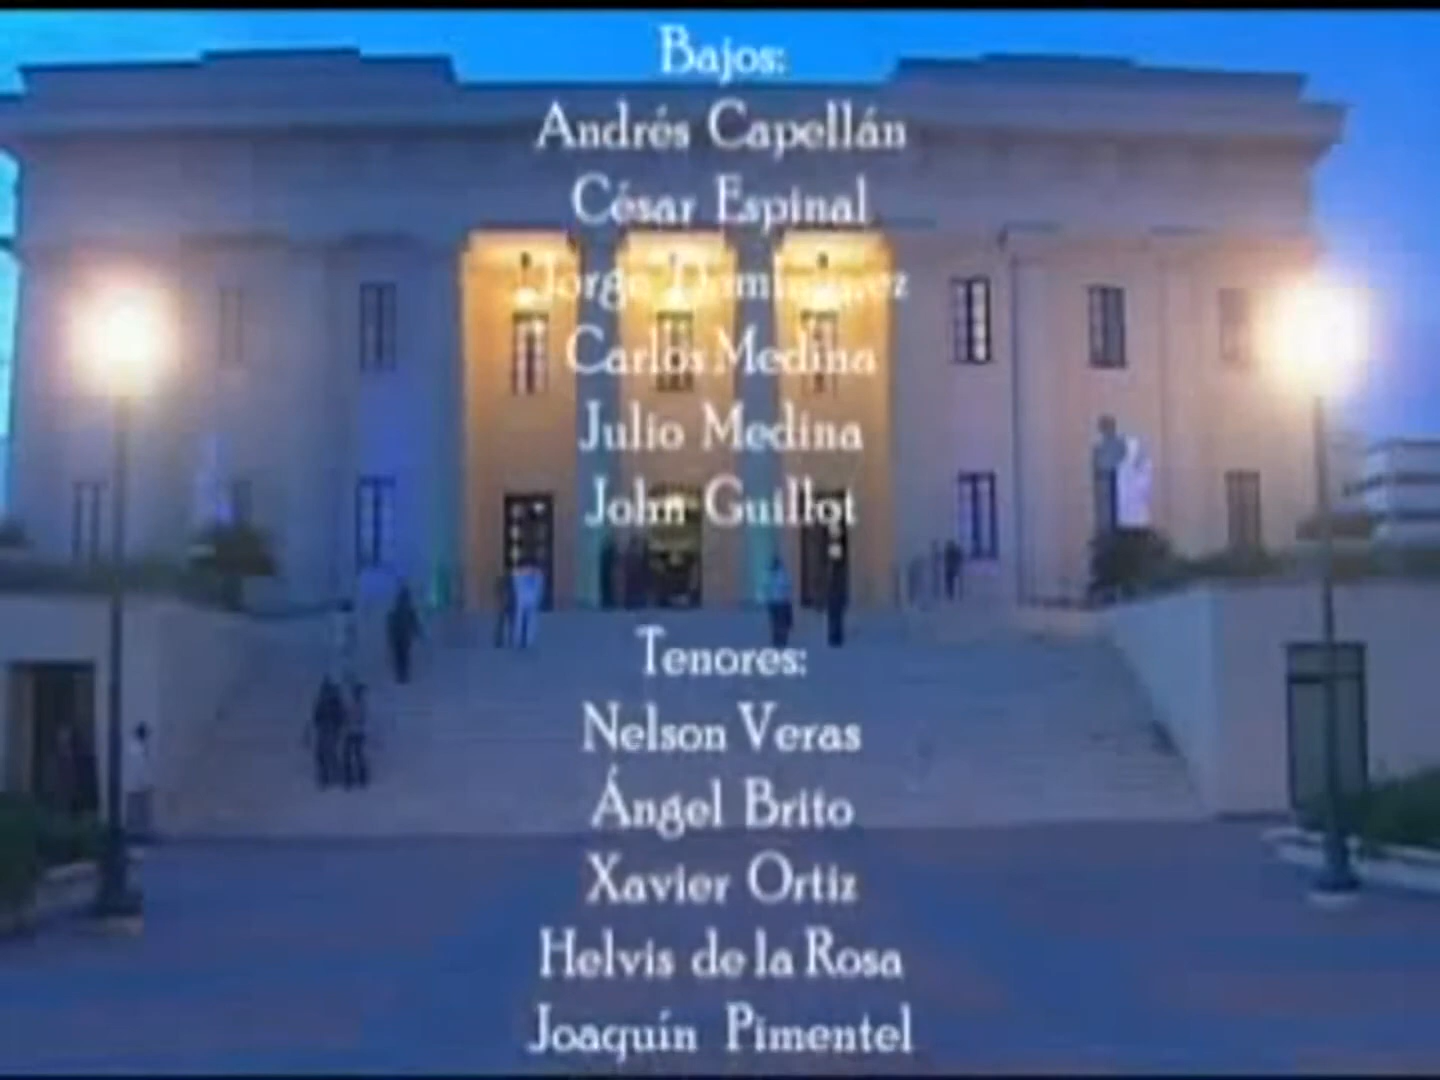 Bajos:
Andrés Capellán
César Espinal
Jorge Domínguez
Carlos Medina
Julio Medina
John Guillot
Tenores:
Nelson Veras
Ángel Brito
Xavier Ortiz
Helvis de la Rosa
Joaquín Pimentel